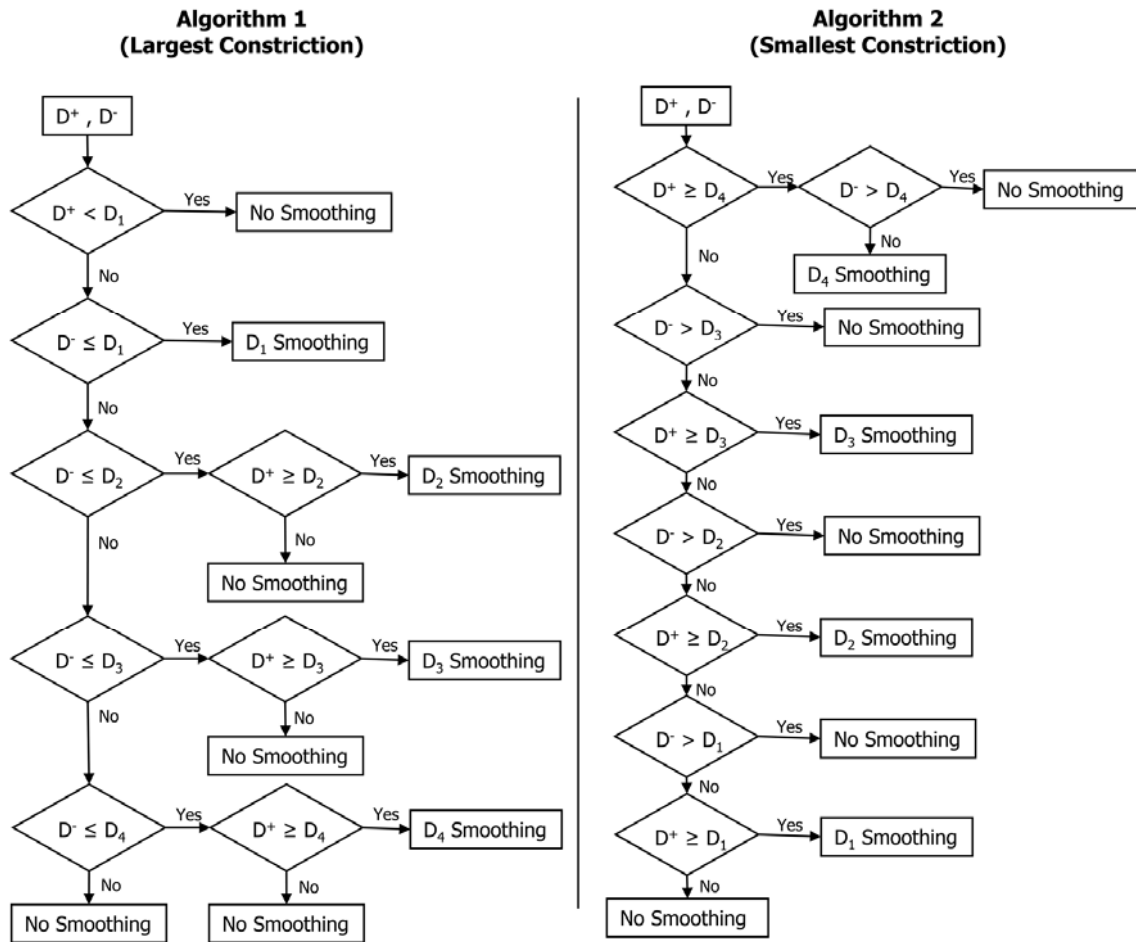 Algorithm 1
(Largest Constriction)
D⁺ , D⁻
D⁺ < D₁
Yes
No Smoothing
No
D⁻ ≤ D₁
Yes
D₁ Smoothing
No
D⁻ ≤ D₂
Yes
D⁺ ≥ D₂
Yes
D₂ Smoothing
No
No
No Smoothing
D⁻ ≤ D₃
Yes
D⁺ ≥ D₃
Yes
D₃ Smoothing
No
No
No Smoothing
D⁻ ≤ D₄
Yes
D⁺ ≥ D₄
Yes
D₄ Smoothing
No
No
No Smoothing
No Smoothing
Algorithm 2
(Smallest Constriction)
D⁺ , D⁻
D⁺ ≥ D₄
Yes
D⁻ > D₄
Yes
No Smoothing
No
No
D₄ Smoothing
D⁻ > D₃
Yes
No Smoothing
No
D⁺ ≥ D₃
Yes
D₃ Smoothing
No
D⁻ > D₂
Yes
No Smoothing
No
D⁺ ≥ D₂
Yes
D₂ Smoothing
No
D⁻ > D₁
Yes
No Smoothing
No
D⁺ ≥ D₁
Yes
D₁ Smoothing
No
No Smoothing